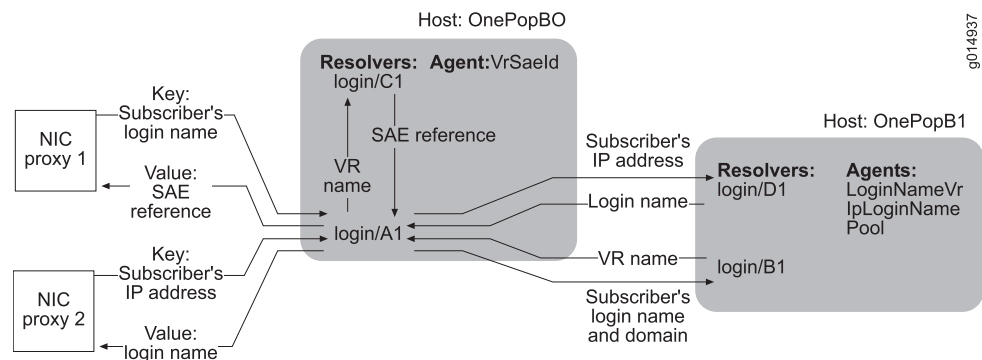 Host: OnePopBO
g014937
Resolvers: Agent:VrSaeId
login/C1
Key:
Subscriber's
login name
NIC
proxy 1
SAE reference
Value:
SAE
reference
VR
name
login/A1
Host: OnePopB1
Subscriber's
IP address
Resolvers: Agents:
login/D1 LoginNameVr
Login name IpLoginName
Pool
VR name
login/B1
Key:
Subscriber's
IP address
NIC
proxy 2
Value:
login name
Subscriber's
login name
and domain